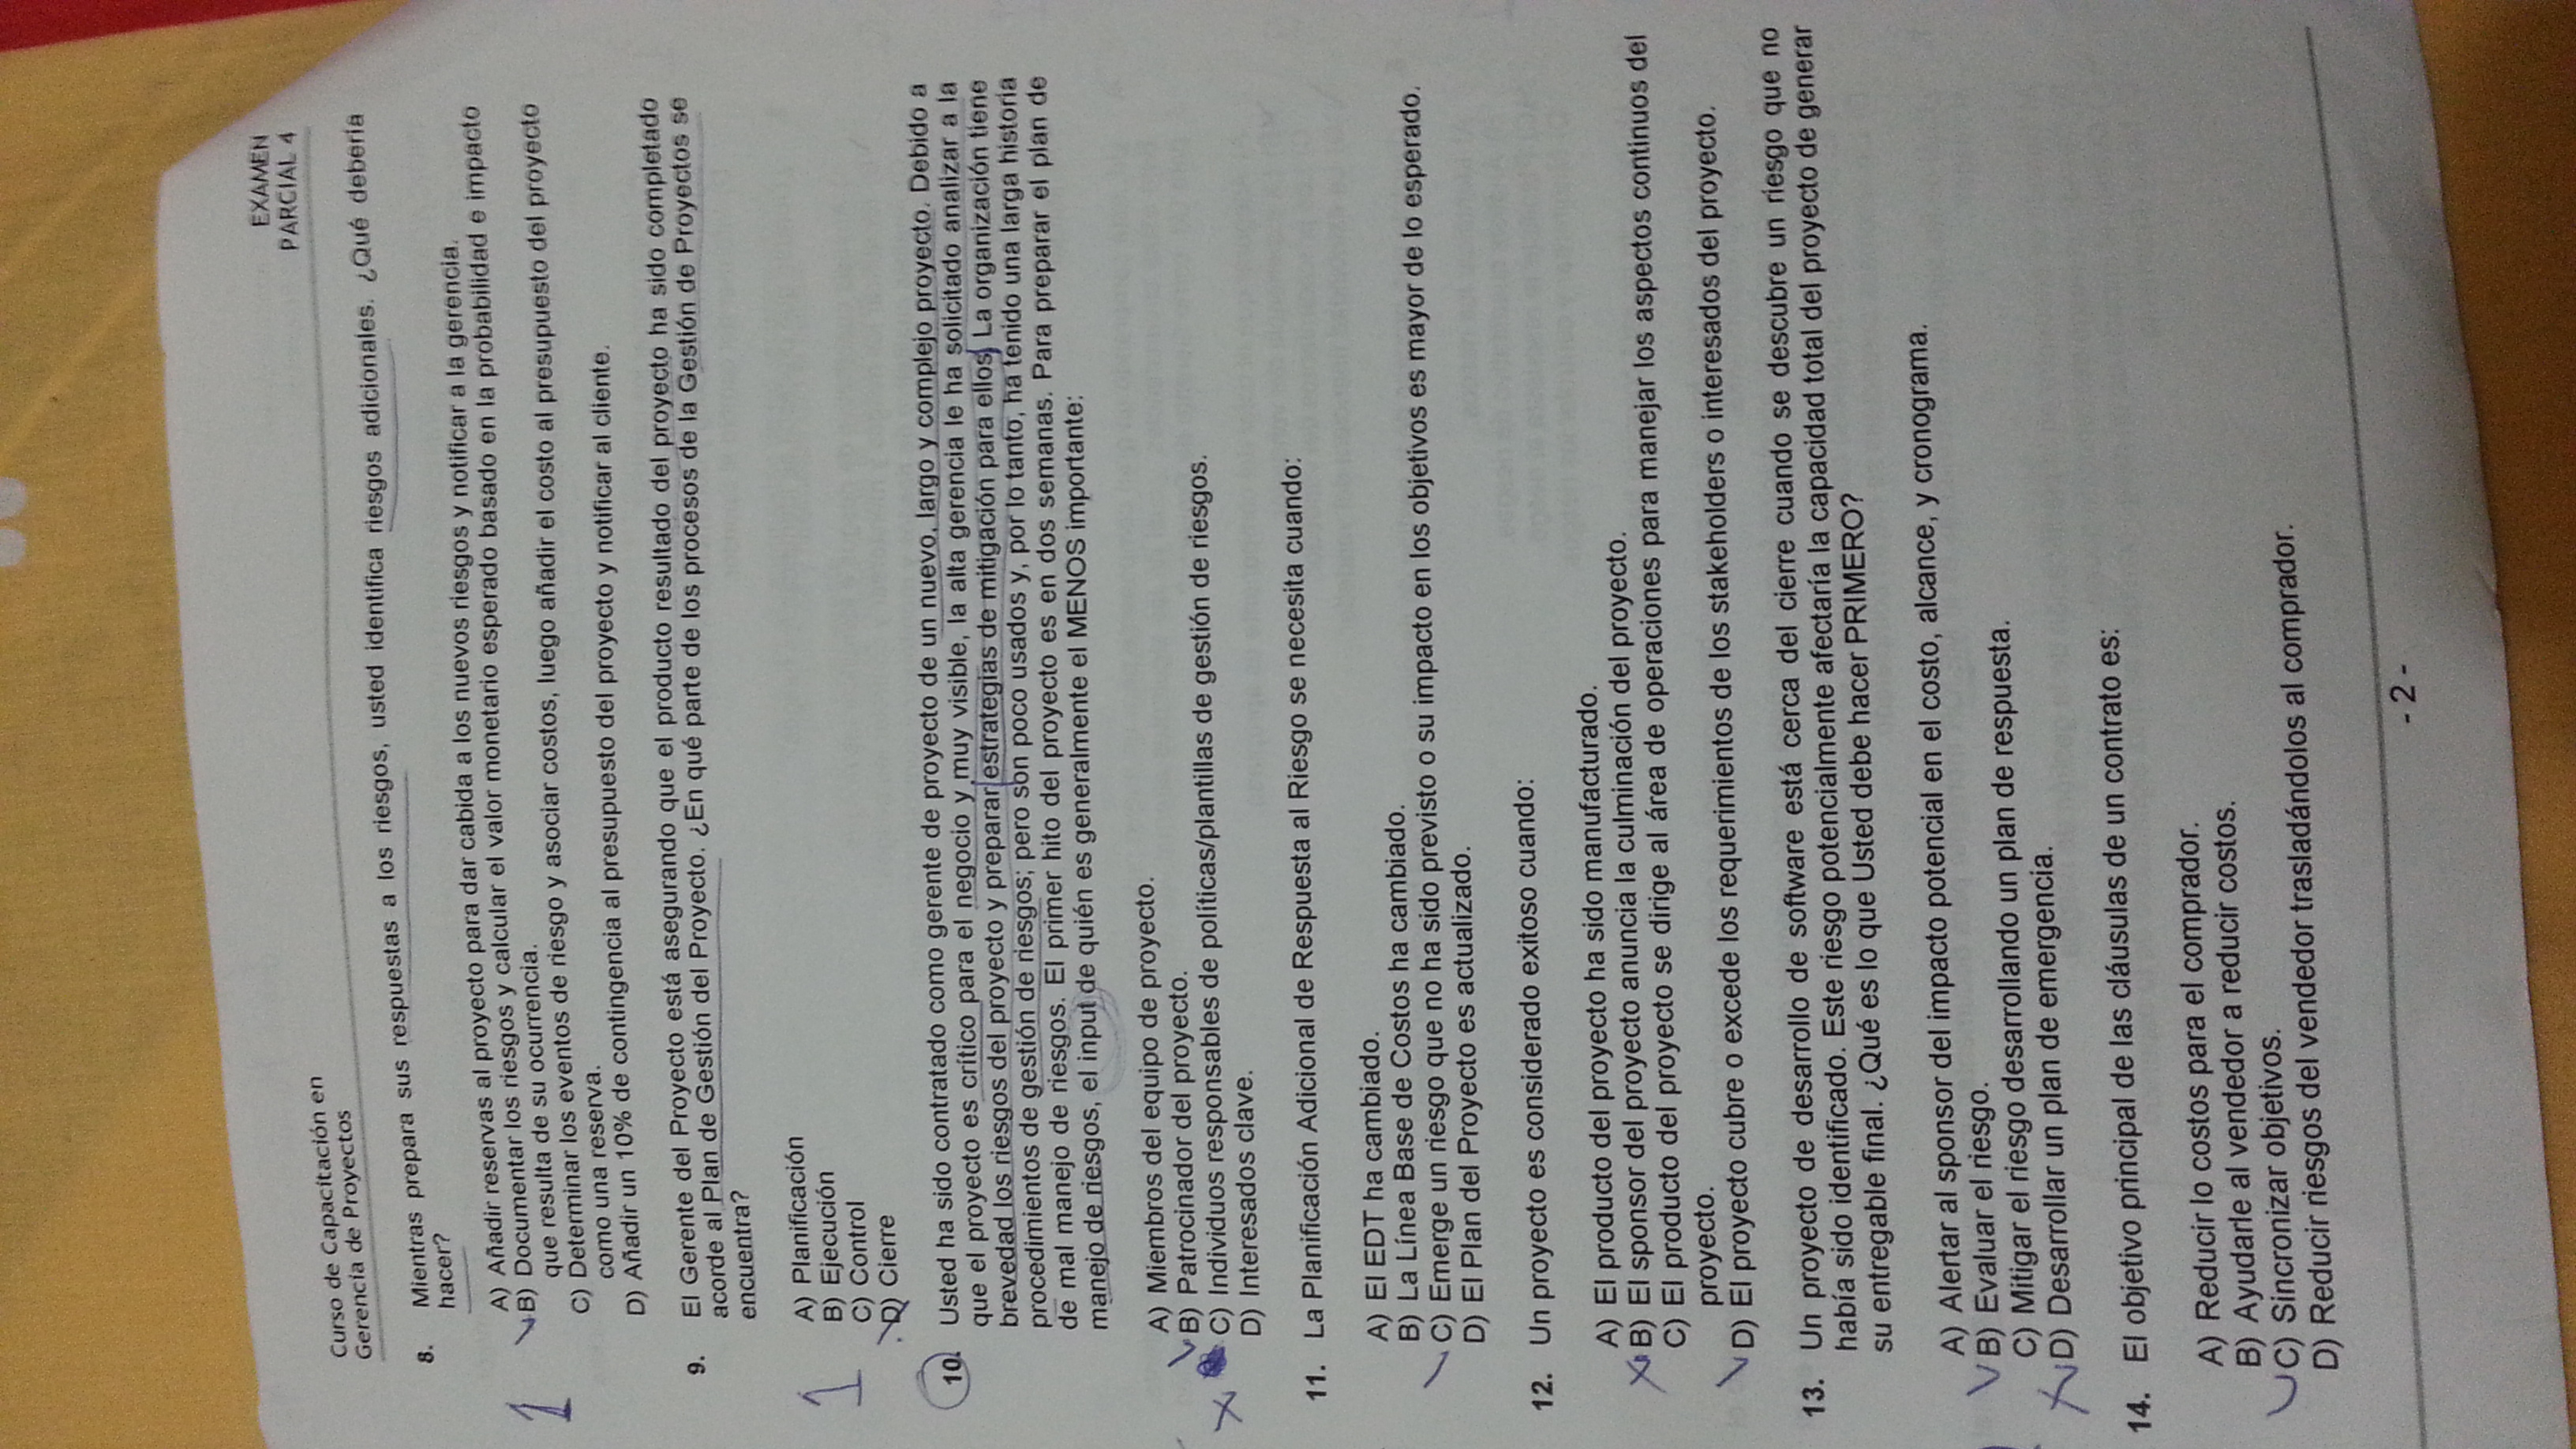 EXAMEN
PARCIAL 4
Curso de Capacitación en
Gerencia de Proyectos
8. Mientras prepara sus respuestas a los riesgos, usted identifica riesgos adicionales. ¿Qué debería
hacer?
A) Añadir reservas al proyecto para dar cabida a los nuevos riesgos y notificar a la gerencia.
B) Documentar los riesgos y calcular el valor monetario esperado basado en la probabilidad e impacto
que resulta de su ocurrencia.
1
C) Determinar los eventos de riesgo y asociar costos, luego añadir el costo al presupuesto del proyecto
como una reserva.
D) Añadir un 10% de contingencia al presupuesto del proyecto y notificar al cliente.
9. El Gerente del Proyecto está asegurando que el producto resultado del proyecto ha sido completado
acorde al Plan de Gestión del Proyecto. ¿En qué parte de los procesos de la Gestión de Proyectos se
encuentra?
A) Planificación
B) Ejecución
1
C) Control
D) Cierre
10. Usted ha sido contratado como gerente de proyecto de un nuevo, largo y complejo proyecto. Debido a
que el proyecto es crítico para el negocio y muy visible, la alta gerencia le ha solicitado analizar a la
brevedad los riesgos del proyecto y preparar estrategias de mitigación para ellos. La organización tiene
procedimientos de gestión de riesgos; pero son poco usados y, por lo tanto, ha tenido una larga historia
de mal manejo de riesgos. El primer hito del proyecto es en dos semanas. Para preparar el plan de
manejo de riesgos, el input de quién es generalmente el MENOS importante:
A) Miembros del equipo de proyecto.
B) Patrocinador del proyecto.
C) Individuos responsables de políticas/plantillas de gestión de riesgos.
D) Interesados clave.
11. La Planificación Adicional de Respuesta al Riesgo se necesita cuando:
A) El EDT ha cambiado.
B) La Línea Base de Costos ha cambiado.
C) Emerge un riesgo que no ha sido previsto o su impacto en los objetivos es mayor de lo esperado.
D) El Plan del Proyecto es actualizado.
12. Un proyecto es considerado exitoso cuando:
A) El producto del proyecto ha sido manufacturado.
B) El sponsor del proyecto anuncia la culminación del proyecto.
C) El producto del proyecto se dirige al área de operaciones para manejar los aspectos continuos del
proyecto.
D) El proyecto cubre o excede los requerimientos de los stakeholders o interesados del proyecto.
13. Un proyecto de desarrollo de software está cerca del cierre cuando se descubre un riesgo que no
había sido identificado. Este riesgo potencialmente afectaría la capacidad total del proyecto de generar
su entregable final. ¿Qué es lo que Usted debe hacer PRIMERO?
A) Alertar al sponsor del impacto potencial en el costo, alcance, y cronograma.
B) Evaluar el riesgo.
C) Mitigar el riesgo desarrollando un plan de respuesta.
D) Desarrollar un plan de emergencia.
14. El objetivo principal de las cláusulas de un contrato es:
A) Reducir lo costos para el comprador.
B) Ayudarle al vendedor a reducir costos.
C) Sincronizar objetivos.
D) Reducir riesgos del vendedor trasladándolos al comprador.
- 2 -